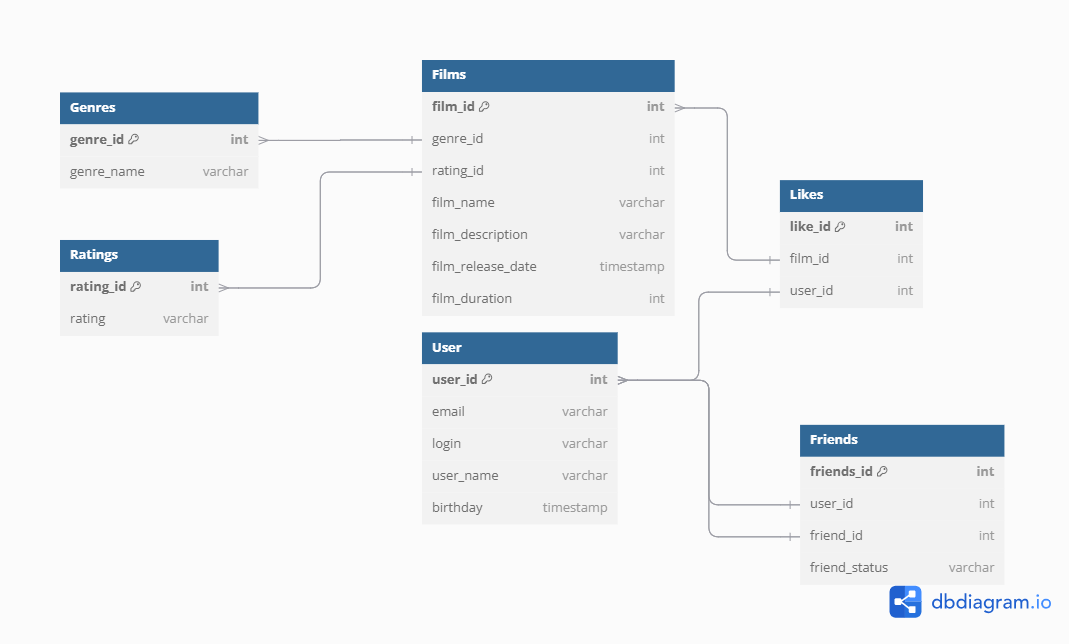 Genres
genre_id int
genre_name varchar
Ratings
rating_id int
rating varchar
Films
film_id int
genre_id int
rating_id int
film_name varchar
film_description varchar
film_release_date timestamp
film_duration int
User
user_id int
email varchar
login varchar
user_name varchar
birthday timestamp
Likes
like_id int
film_id int
user_id int
Friends
friends_id int
user_id int
friend_id int
friend_status varchar
dbdiagram.io